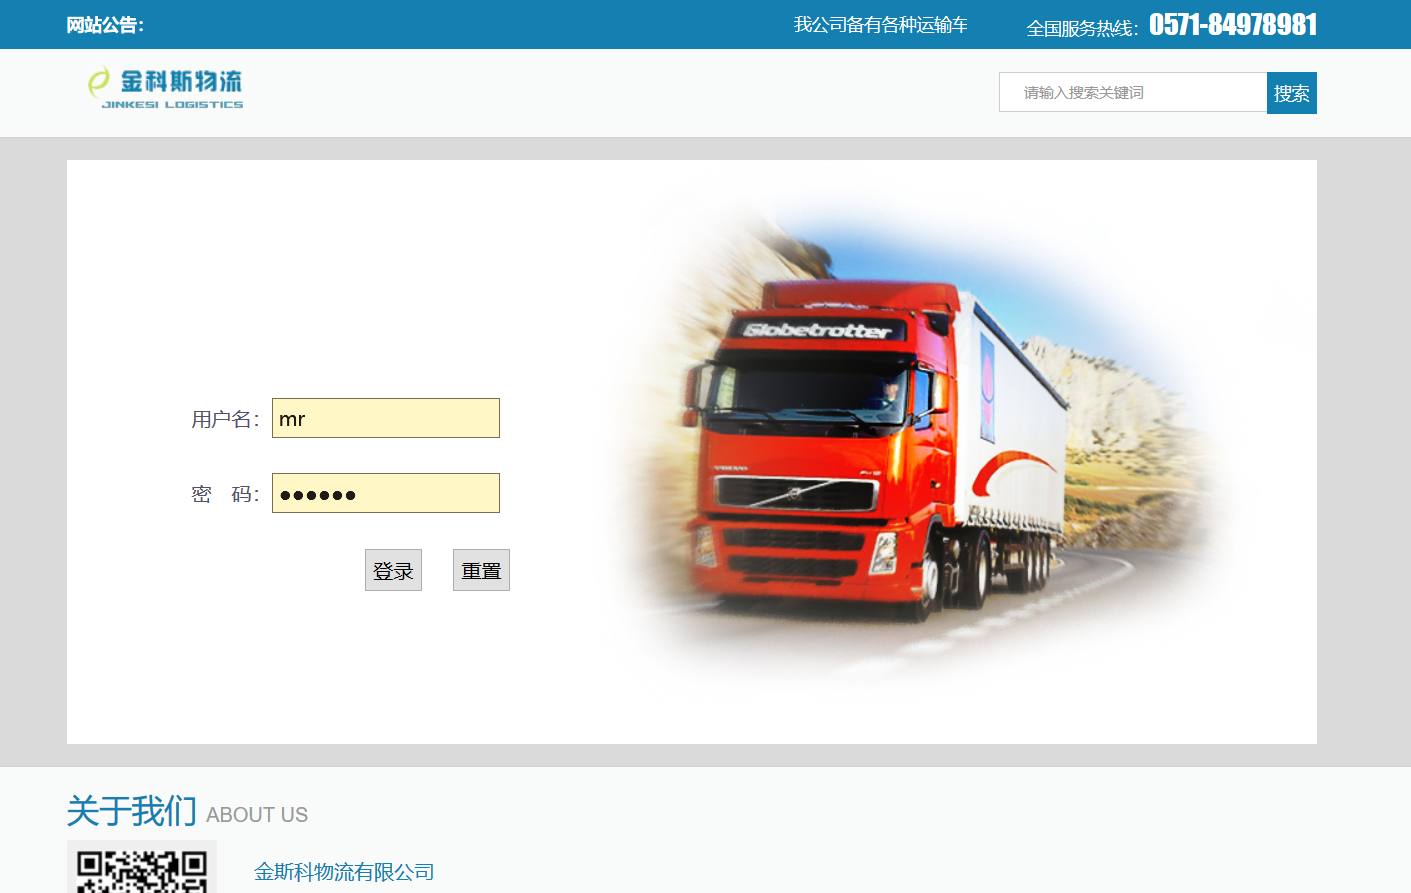 网站公告：
我公司备有各种运输车
全国服务热线：0571-84978981
金科斯物流
JINKESI LOGISTICS
请输入搜索关键词
搜索
Globetrotter
用户名：mr
密 码：●●●●●●
登录 重置
VOLVO
关于我们 ABOUT US
金斯科物流有限公司